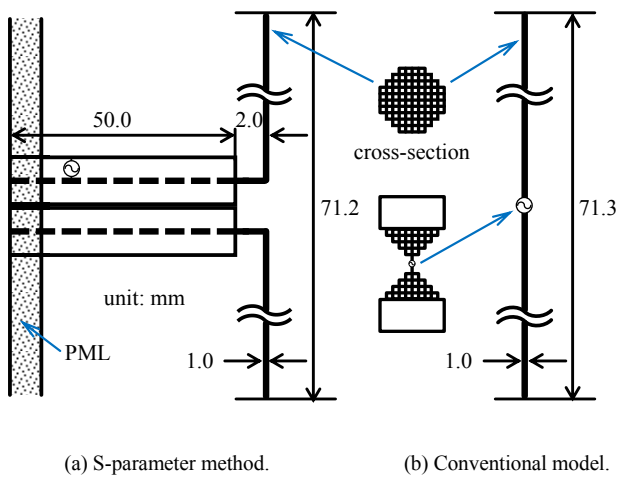 50.0
2.0
cross-section
71.2
71.3
unit: mm
PML
1.0
1.0
(a) S-parameter method.
(b) Conventional model.